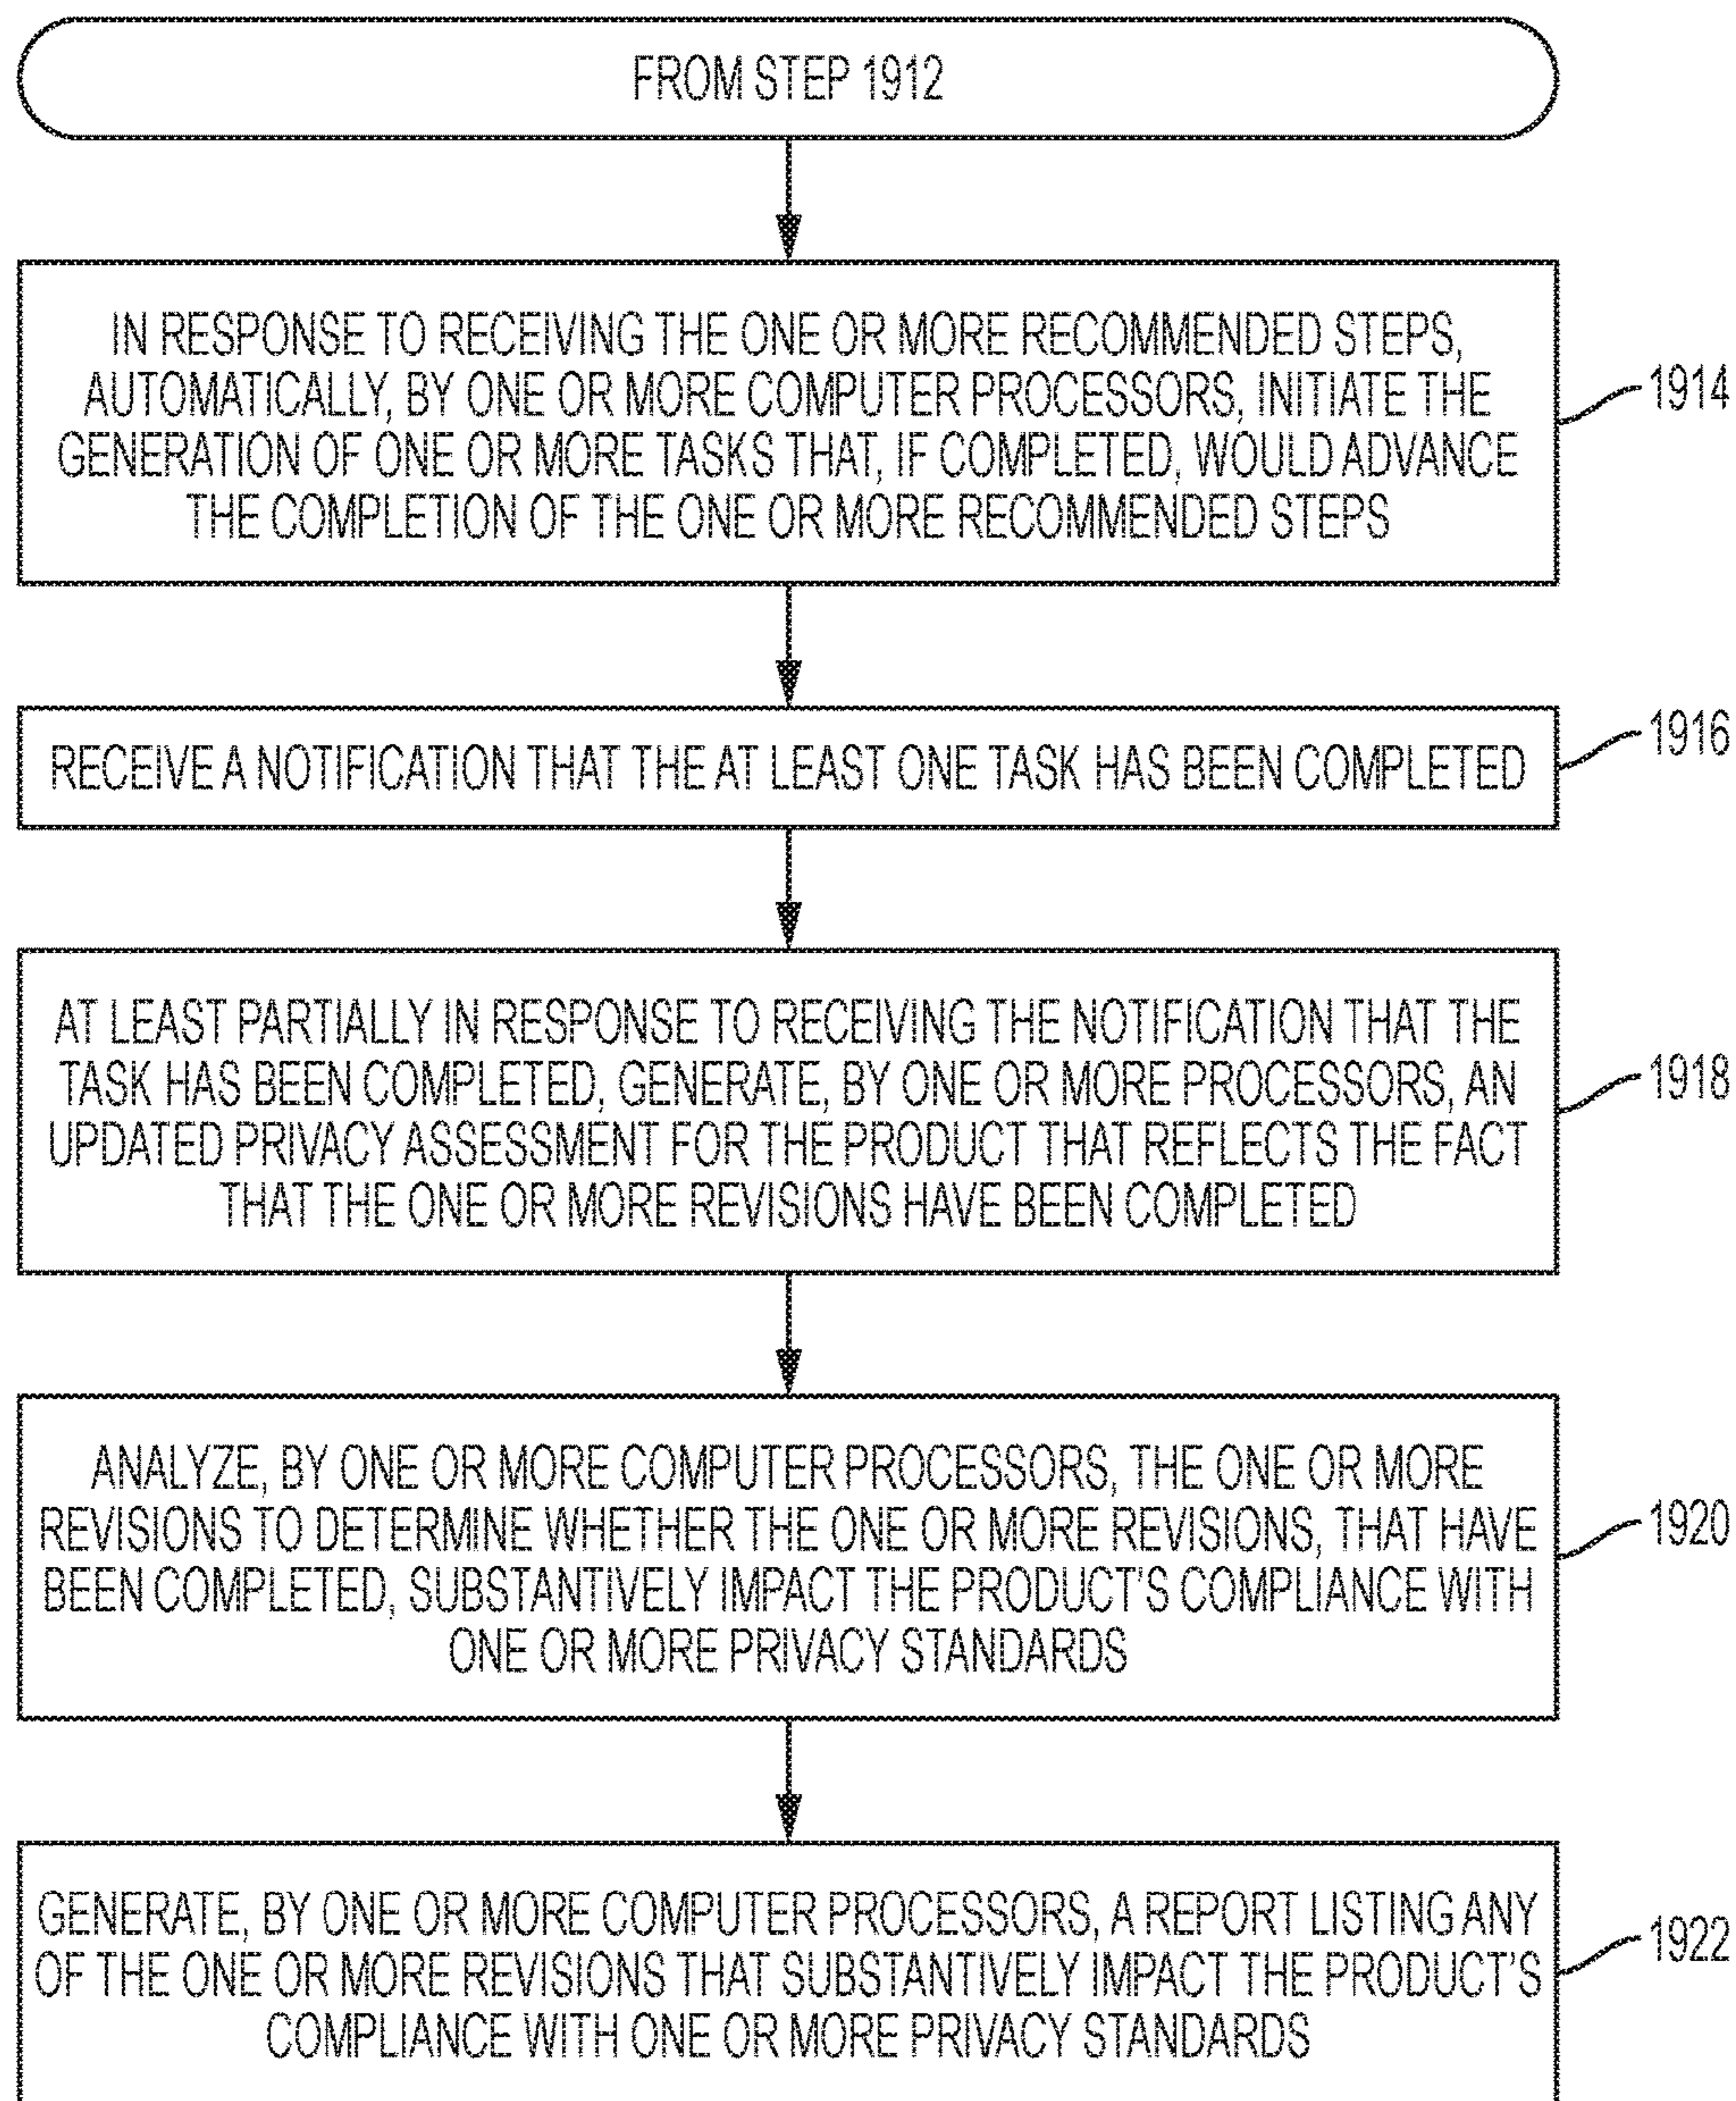 FROM STEP 1912
IN RESPONSE TO RECEIVING THE ONE OR MORE RECOMMENDED STEPS,
AUTOMATICALLY, BY ONE OR MORE COMPUTER PROCESSORS, INITIATE THE
GENERATION OF ONE OR MORE TASKS THAT, IF COMPLETED, WOULD ADVANCE
THE COMPLETION OF THE ONE OR MORE RECOMMENDED STEPS
1914
RECEIVE A NOTIFICATION THAT THE AT LEAST ONE TASK HAS BEEN COMPLETED
1916
AT LEAST PARTIALLY IN RESPONSE TO RECEIVING THE NOTIFICATION THAT THE
TASK HAS BEEN COMPLETED, GENERATE, BY ONE OR MORE PROCESSORS, AN
UPDATED PRIVACY ASSESSMENT FOR THE PRODUCT THAT REFLECTS THE FACT
THAT THE ONE OR MORE REVISIONS HAVE BEEN COMPLETED
1918
ANALYZE, BY ONE OR MORE COMPUTER PROCESSORS, THE ONE OR MORE
REVISIONS TO DETERMINE WHETHER THE ONE OR MORE REVISIONS, THAT HAVE
BEEN COMPLETED, SUBSTANTIVELY IMPACT THE PRODUCT'S COMPLIANCE WITH
ONE OR MORE PRIVACY STANDARDS
1920
GENERATE, BY ONE OR MORE COMPUTER PROCESSORS, A REPORT LISTING ANY
OF THE ONE OR MORE REVISIONS THAT SUBSTANTIVELY IMPACT THE PRODUCT'S
COMPLIANCE WITH ONE OR MORE PRIVACY STANDARDS
1922